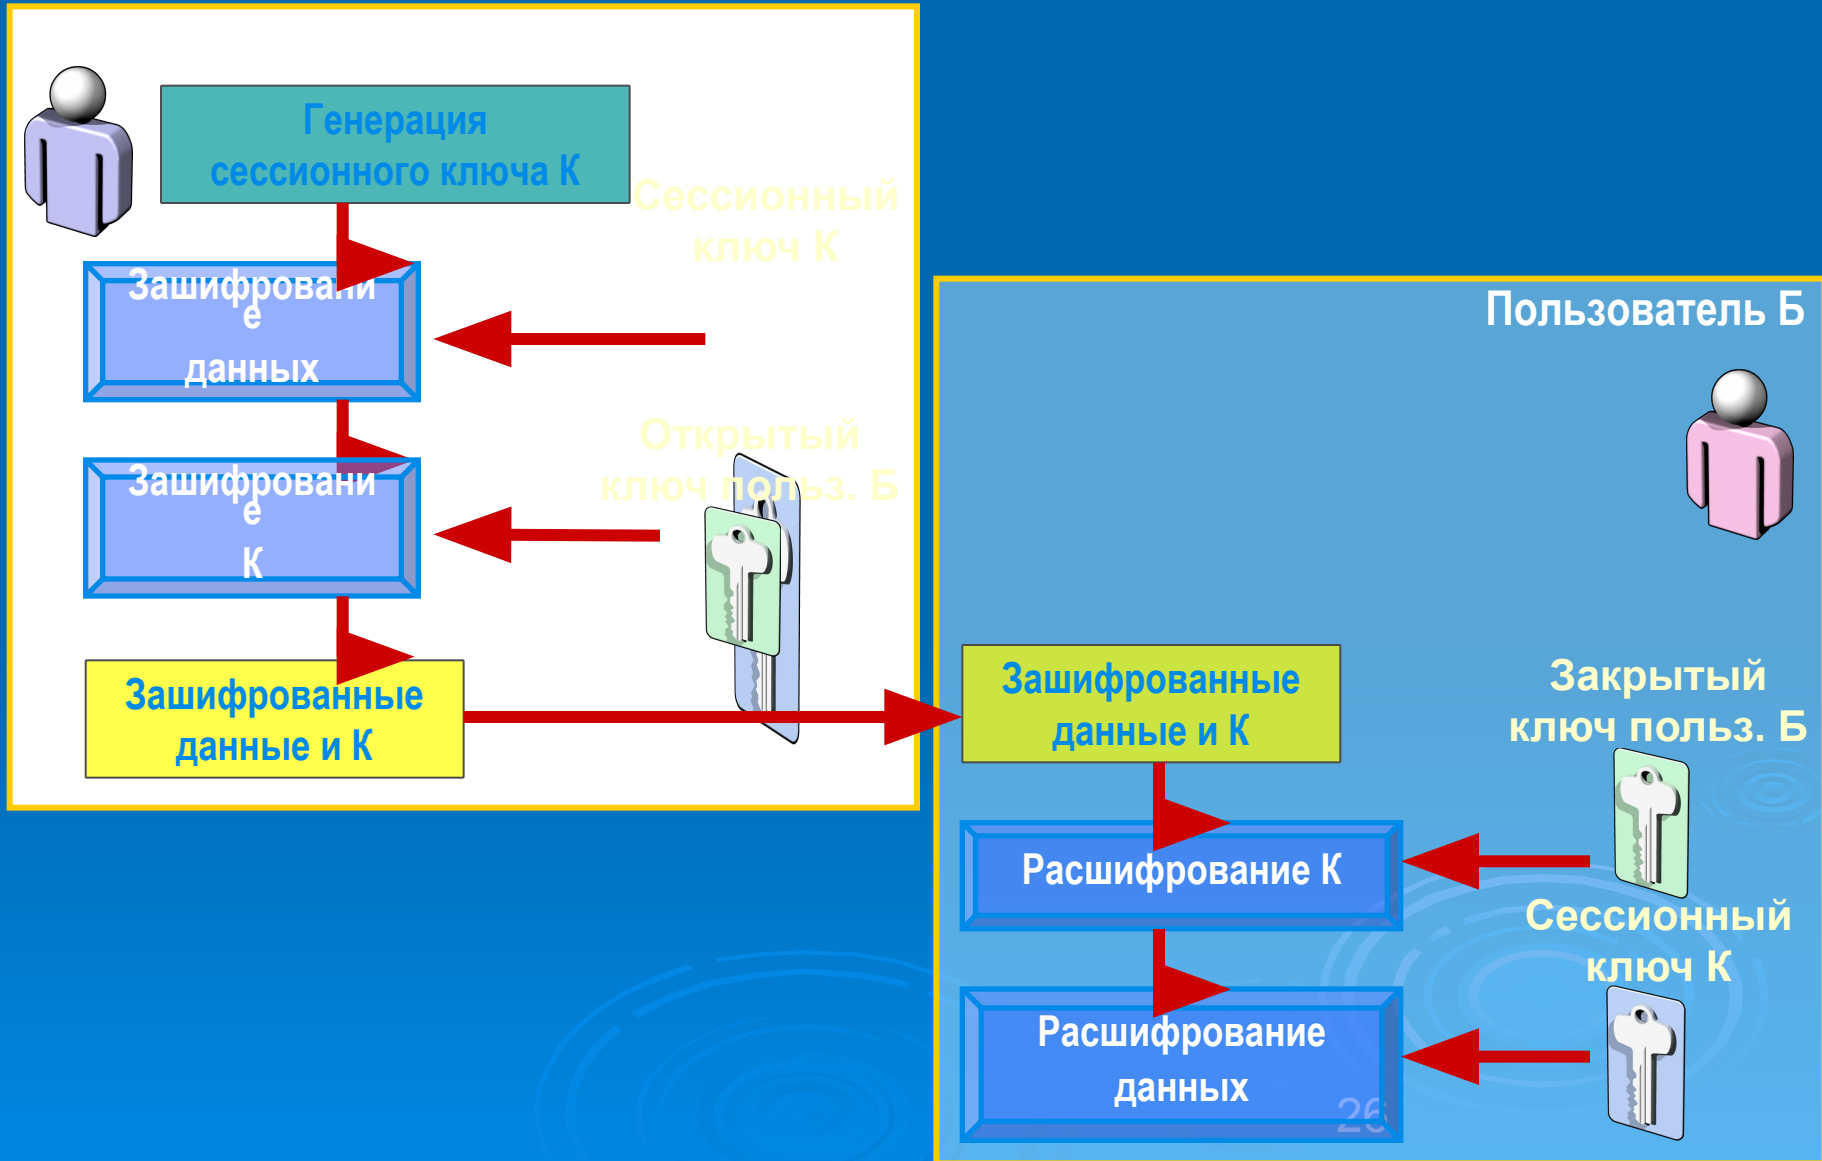 Генерация
сессионного ключа К
Сессионный
ключ К
Зашифровани
е
данных
Открытый
ключ польз. Б
Зашифровани
е
К
Зашифрованные
данные и К
Пользователь Б
Зашифрованные
данные и К
Закрытый
ключ польз. Б
Расшифрование К
Сессионный
ключ К
Расшифрование
данных
26